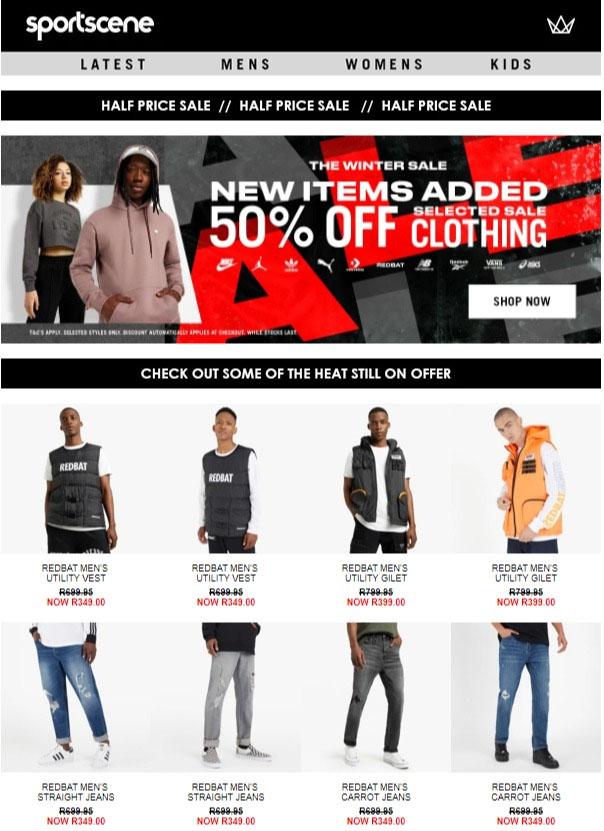 sportscene
LATEST MENS WOMENS KIDS
HALF PRICE SALE // HALF PRICE SALE // HALF PRICE SALE
THE WINTER SALE
NEW ITEMS ADDED
50% OFF SELECTED SALE CLOTHING
REDBAT
VANS
asics
SHOP NOW
T&C'S APPLY. SELECTED STYLES ONLY. DISCOUNT AUTOMATICALLY APPLIES AT CHECKOUT. WHILE STOCKS LAST
CHECK OUT SOME OF THE HEAT STILL ON OFFER
REDBAT
REDBAT
REDBAT
REDBAT MEN'S
UTILITY VEST
R699.95
NOW R349.00
REDBAT MEN'S
UTILITY VEST
R699.95
NOW R349.00
REDBAT MEN'S
UTILITY GILET
R799.95
NOW R399.00
REDBAT MEN'S
UTILITY GILET
R799.95
NOW R399.00
REDBAT MEN'S
STRAIGHT JEANS
R699.95
NOW R349.00
REDBAT MEN'S
STRAIGHT JEANS
R699.95
NOW R349.00
REDBAT MEN'S
CARROT JEANS
R699.95
NOW R349.00
REDBAT MEN'S
CARROT JEANS
R699.95
NOW R349.00